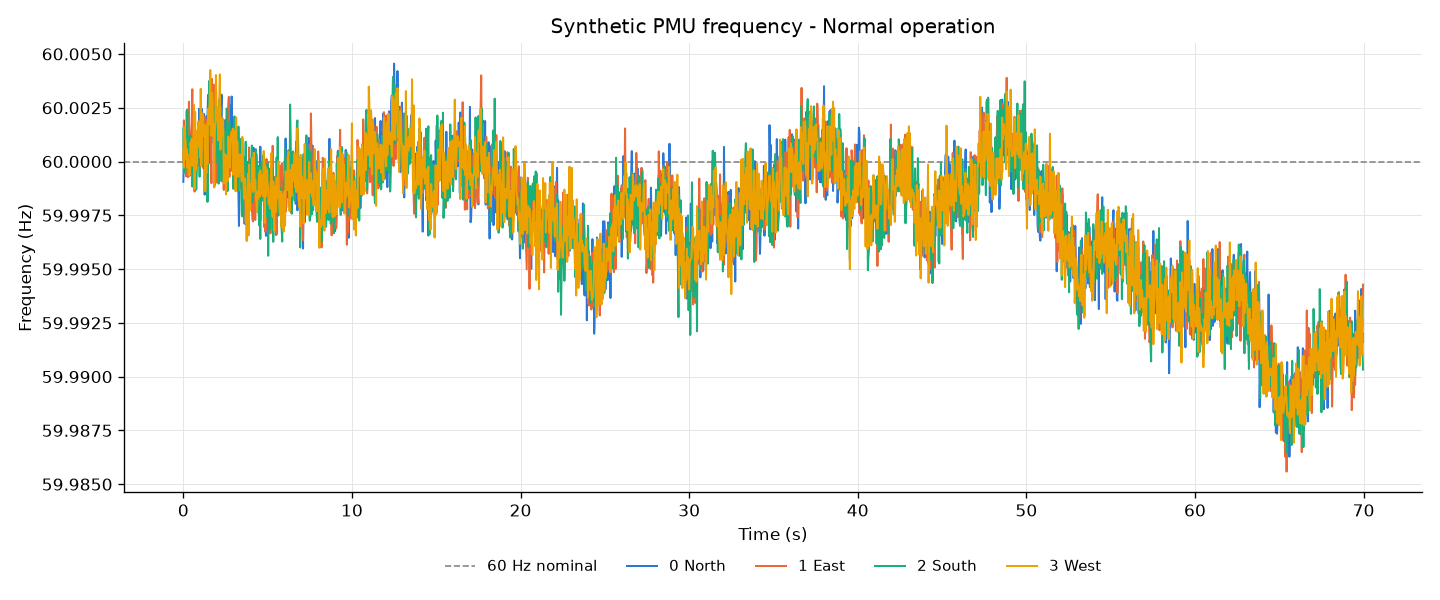 Synthetic PMU frequency - Normal operation
60.0050
60.0025
60.0000
59.9975
59.9950
59.9925
59.9900
59.9875
59.9850
Frequency (Hz)
0 10 20 30 40 50 60 70
Time (s)
60 Hz nominal 0 North 1 East 2 South 3 West